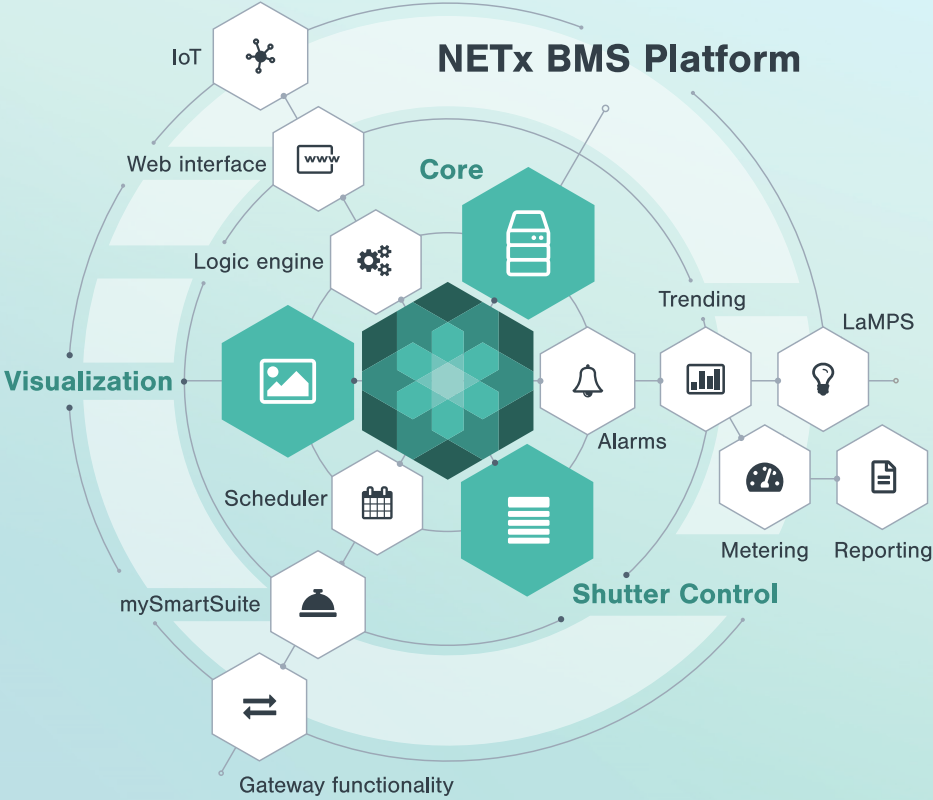 NETx BMS Platform
IoT
Web interface
www
Core
Logic engine
Trending
LaMPS
Visualization
Alarms
Scheduler
Metering
Reporting
mySmartSuite
Shutter Control
Gateway functionality